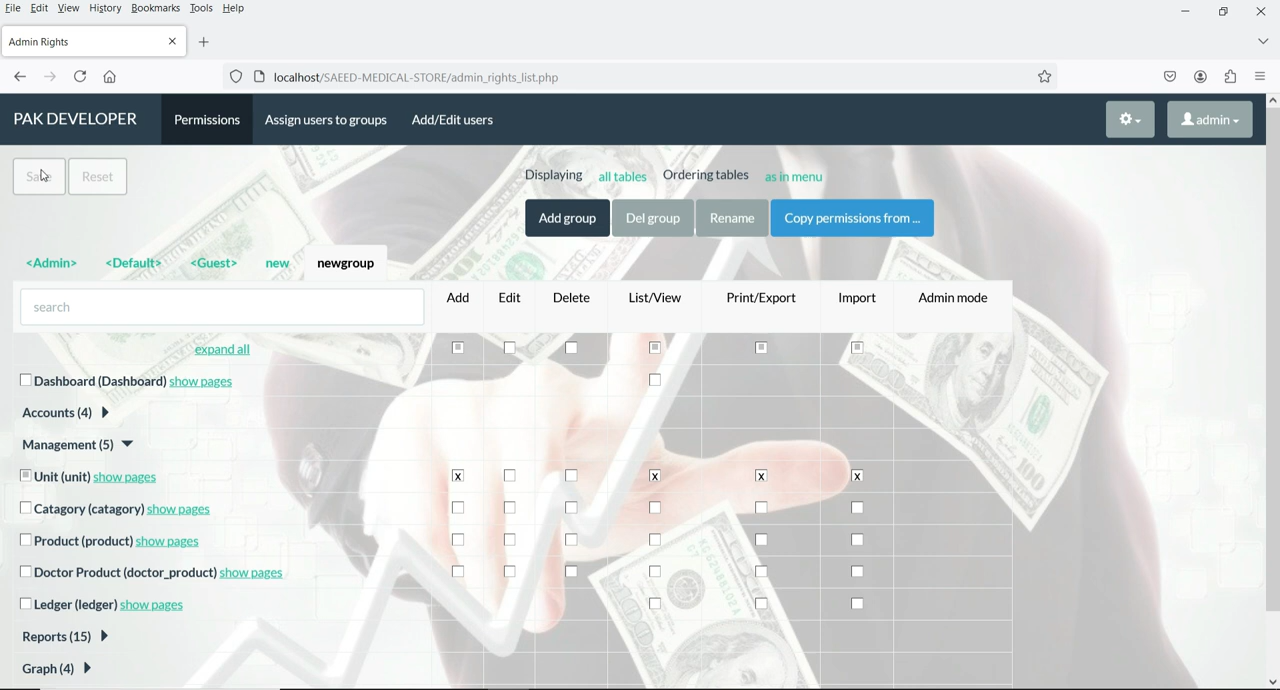 File Edit View History Bookmarks Tools Help
Admin Rights
localhost/SAEED-MEDICAL-STORE/admin_rights_list.php
PAK DEVELOPER Permissions Assign users to groups Add/Edit users admin
Save Reset Displaying all tables Ordering tables as in menu
Add group Del group Rename Copy permissions from ...
<Admin> <Default> <Guest> new newgroup
search Add Edit Delete List/View Print/Export Import Admin mode
expand all
Dashboard (Dashboard) show pages
Accounts (4)
Management (5)
Unit (unit) show pages X X X X
Catagory (catagory) show pages
Product (product) show pages
Doctor Product (doctor_product) show pages
Ledger (ledger) show pages
Reports (15)
Graph (4)